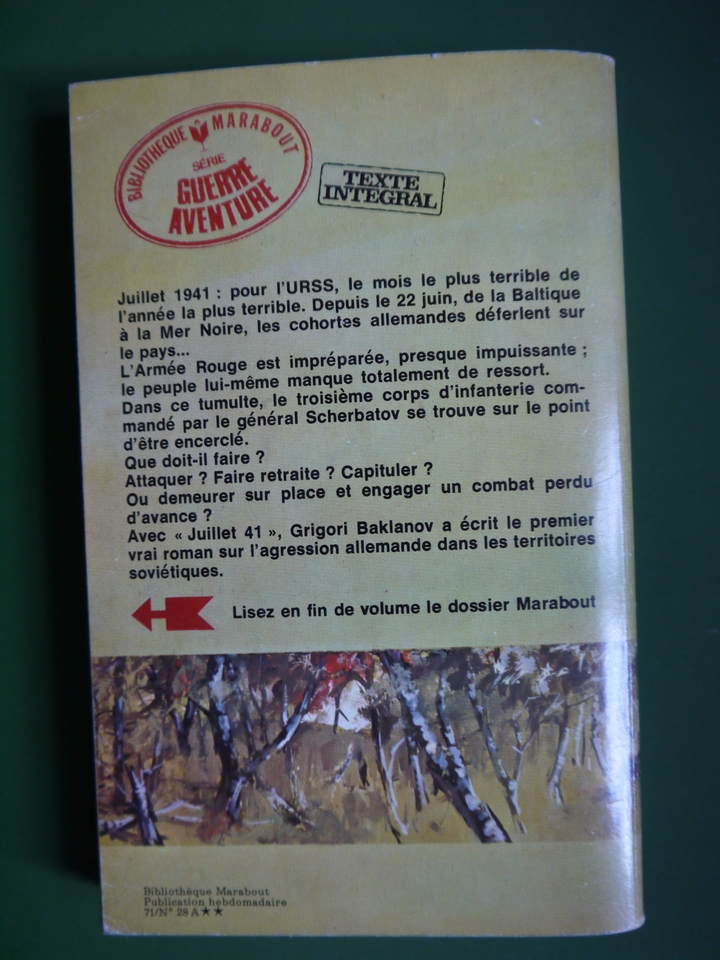 BIBLIOTHEQUE MARABOUT
SÉRIE
GUERRE
AVENTURE
TEXTE
INTEGRAL
Juillet 1941 : pour l'URSS, le mois le plus terrible de
l'année la plus terrible. Depuis le 22 juin, de la Baltique
à la Mer Noire, les cohortes allemandes déferlent sur
le pays...
L'Armée Rouge est impréparée, presque impuissante ;
le peuple lui-même manque totalement de ressort.
Dans ce tumulte, le troisième corps d'infanterie com-
mandé par le général Scherbatov se trouve sur le point
d'être encerclé.
Que doit-il faire ?
Attaquer ? Faire retraite ? Capituler ?
Ou demeurer sur place et engager un combat perdu
d'avance ?
Avec « Juillet 41 », Grigori Baklanov a écrit le premier
vrai roman sur l'agression allemande dans les territoires
soviétiques.
Lisez en fin de volume le dossier Marabout
Bibliothèque Marabout
Publication hebdomadaire
71/N° 28 A★★